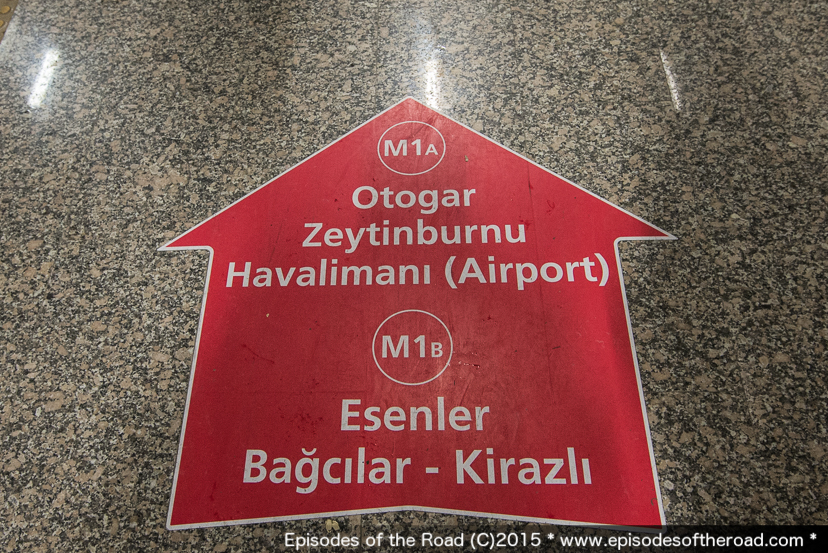 M1A
Otogar
Zeytinburnu
Havalimanı (Airport)
M1B
Esenler
Bağcılar - Kirazlı
Episodes of the Road (C)2015 * www.episodesoftheroad.com *